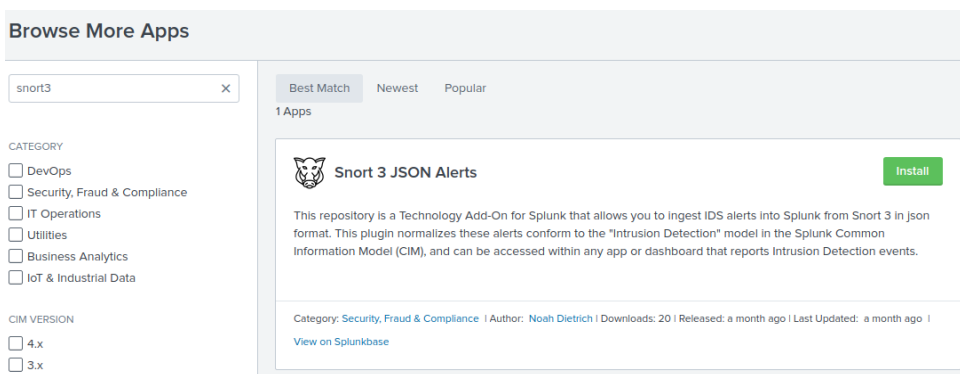 Browse More Apps
snort3
Best Match Newest Popular
1 Apps
CATEGORY
DevOps
Security, Fraud & Compliance
IT Operations
Utilities
Business Analytics
IoT & Industrial Data
CIM VERSION
4.x
3.x
Snort 3 JSON Alerts
Install
This repository is a Technology Add-On for Splunk that allows you to ingest IDS alerts into Splunk from Snort 3 in json
format. This plugin normalizes these alerts conform to the "Intrusion Detection" model in the Splunk Common
Information Model (CIM), and can be accessed within any app or dashboard that reports Intrusion Detection events.
Category: Security, Fraud & Compliance | Author: Noah Dietrich | Downloads: 20 | Released: a month ago | Last Updated: a month ago |
View on Splunkbase